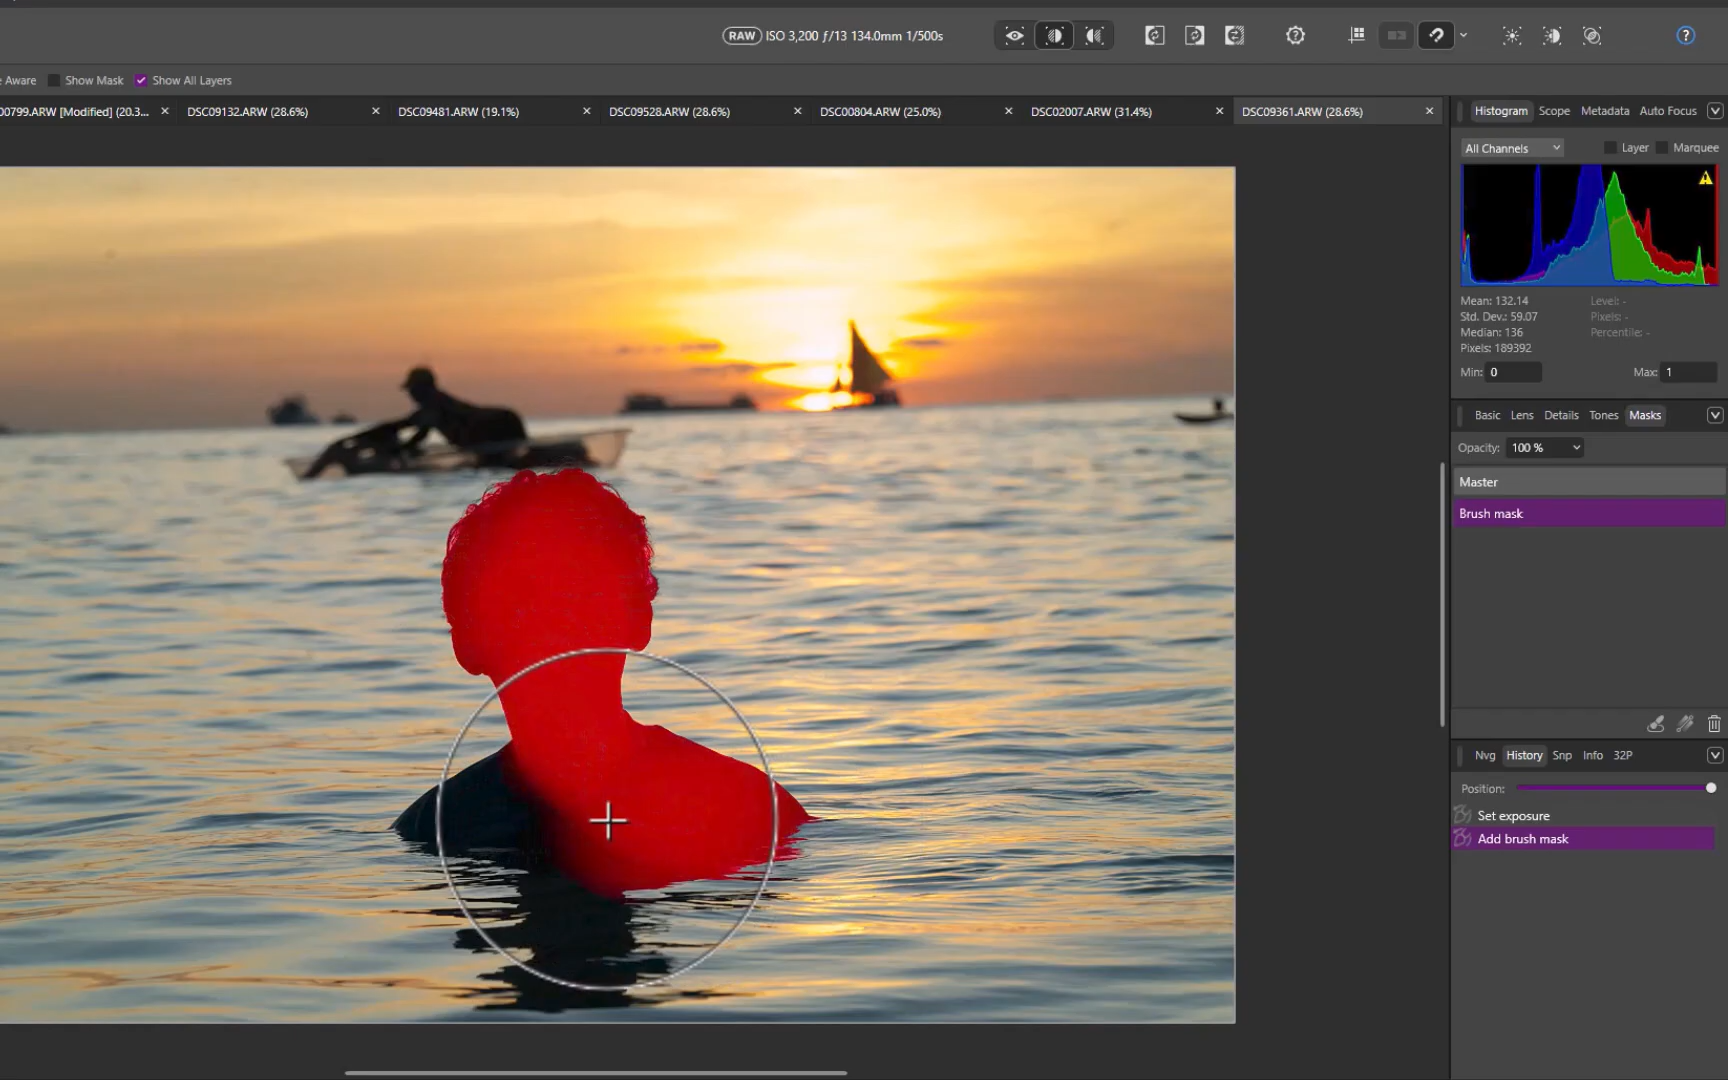 RAW ISO 3,200 ƒ/13 134.0mm 1/500s
Aware Show Mask Show All Layers
00799.ARW [Modified] (20.3... DSC09132.ARW (28.6%) DSC09481.ARW (19.1%) DSC09528.ARW (28.6%) DSC00804.ARW (25.0%) DSC02007.ARW (31.4%) DSC09361.ARW (28.6%)
Histogram Scope Metadata Auto Focus
All Channels Layer Marquee
Mean: 132.14 Level: -
Std. Dev.: 59.07 Pixels: -
Median: 136 Percentile: -
Pixels: 189392
Min: 0 Max: 1
Basic Lens Details Tones Masks
Opacity: 100 %
Master
Brush mask
Nvg History Snp Info 32P
Position:
Set exposure
Add brush mask